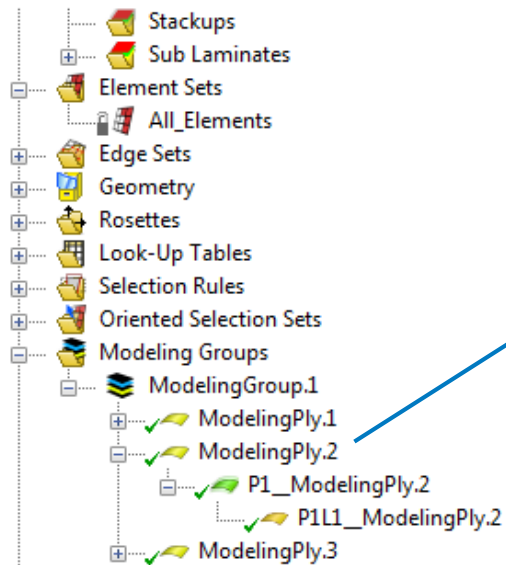 Stackups
Sub Laminates
Element Sets
All_Elements
Edge Sets
Geometry
Rosettes
Look-Up Tables
Selection Rules
Oriented Selection Sets
Modeling Groups
ModelingGroup.1
ModelingPly.1
ModelingPly.2
P1__ModelingPly.2
P1L1__ModelingPly.2
ModelingPly.3